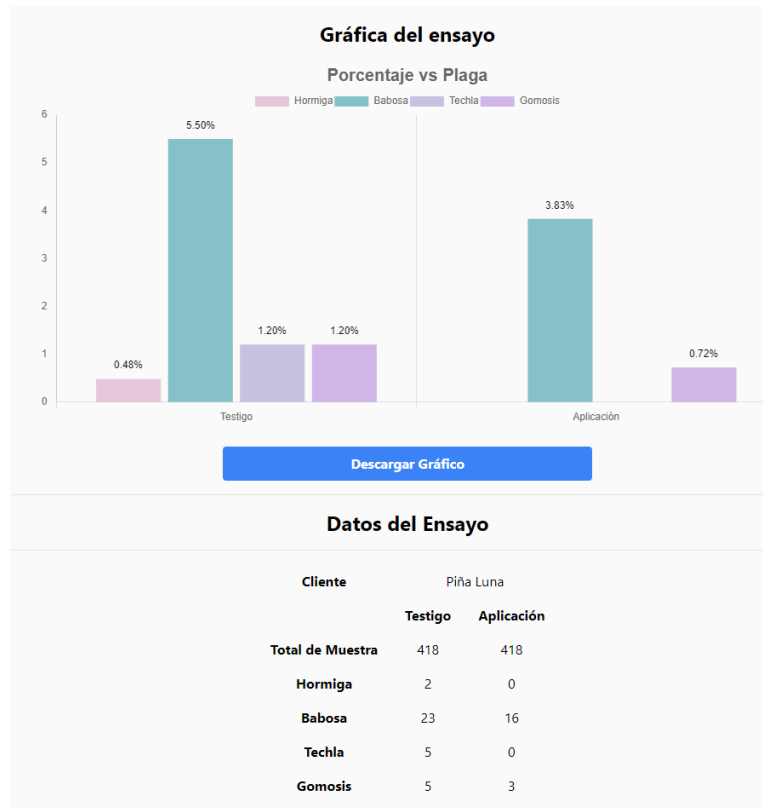 Gráfica del ensayo
Porcentaje vs Plaga
Hormiga Babosa Techla Gomosis
6
5
4
3
2
1
0
0.48%
5.50%
1.20%
1.20%
3.83%
0.72%
Testigo Aplicación
Descargar Gráfico
Datos del Ensayo
Cliente Piña Luna
Testigo Aplicación
Total de Muestra 418 418
Hormiga 2 0
Babosa 23 16
Techla 5 0
Gomosis 5 3